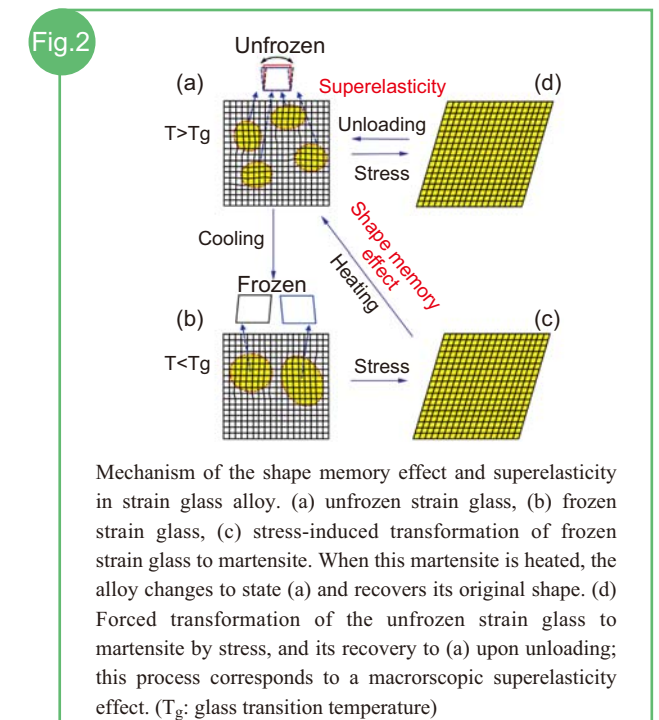 Fig.2
Unfrozen
(a)
Superelasticity
(d)
T>Tg
Unloading
Stress
Cooling
Shape memory
effect
Heating
Frozen
(b)
(c)
T<Tg
Stress
Mechanism of the shape memory effect and superelasticity
in strain glass alloy. (a) unfrozen strain glass, (b) frozen
strain glass, (c) stress-induced transformation of frozen
strain glass to martensite. When this martensite is heated, the
alloy changes to state (a) and recovers its original shape. (d)
Forced transformation of the unfrozen strain glass to
martensite by stress, and its recovery to (a) upon unloading;
this process corresponds to a macrorscopic superelasticity
effect. (Tg: glass transition temperature)